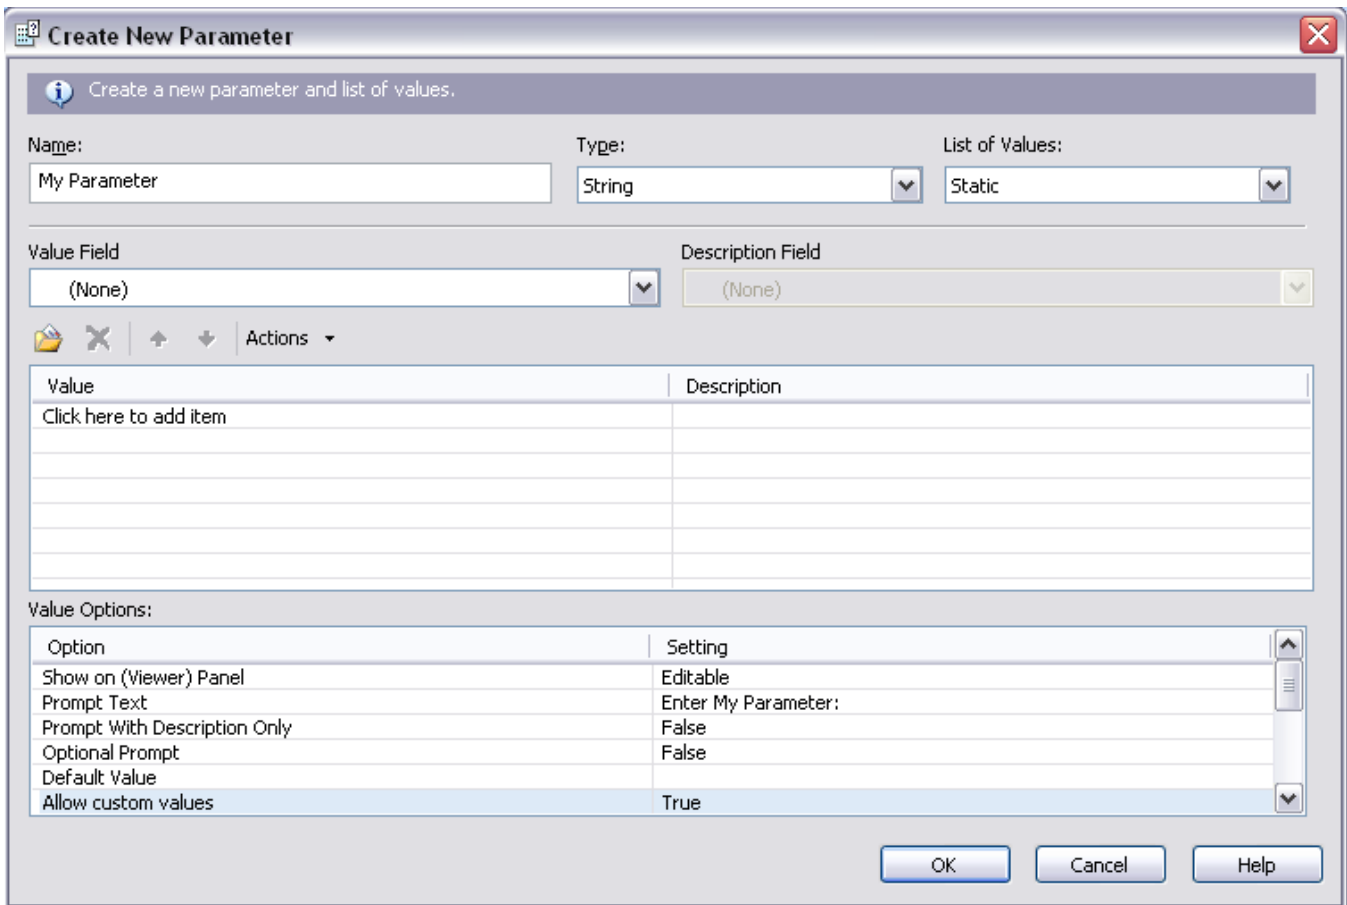 Create New Parameter
Create a new parameter and list of values.
Name: Type: List of Values:
My Parameter String Static
Value Field Description Field
(None) (None)
Actions
Value Description
Click here to add item
Value Options:
Option Setting
Show on (Viewer) Panel Editable
Prompt Text Enter My Parameter:
Prompt With Description Only False
Optional Prompt False
Default Value
Allow custom values True
OK Cancel Help